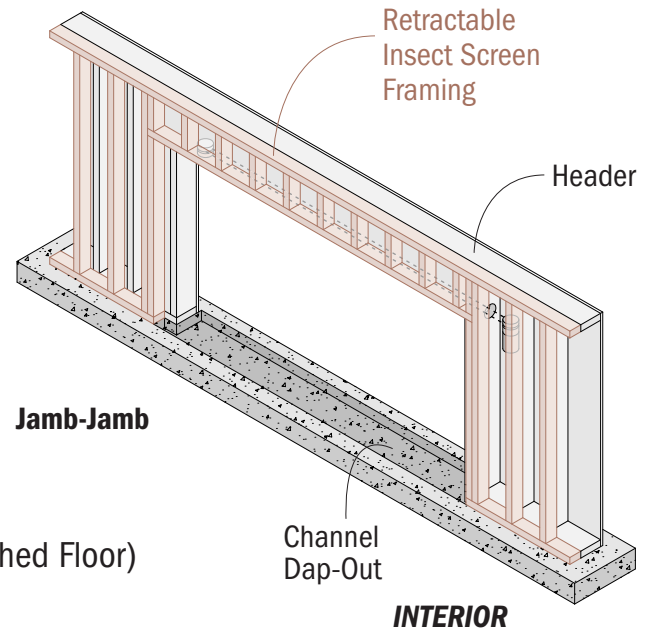 Retractable
Insect Screen
Framing
Header
Jamb-Jamb
Channel
Dap-Out
hed Floor)
INTERIOR